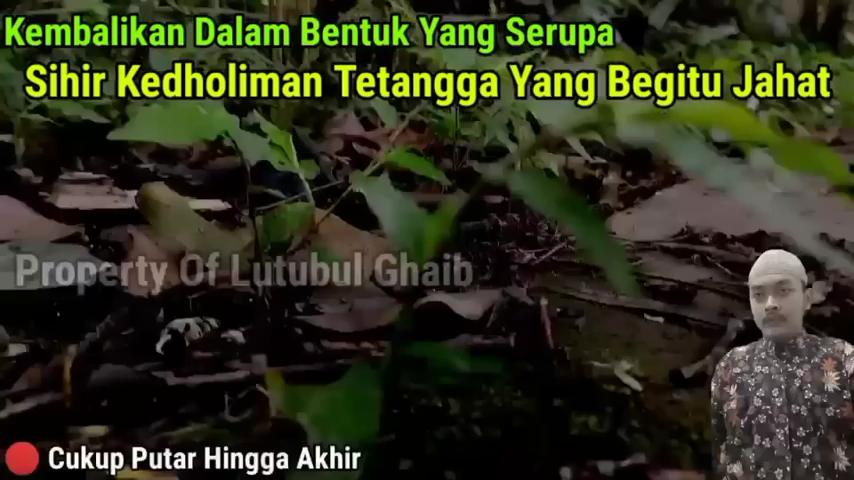 Kembalikan Dalam Bentuk Yang Serupa
Sihir Kedholiman Tetangga Yang Begitu Jahat
Property Of Lutubul Ghaib
Cukup Putar Hingga Akhir